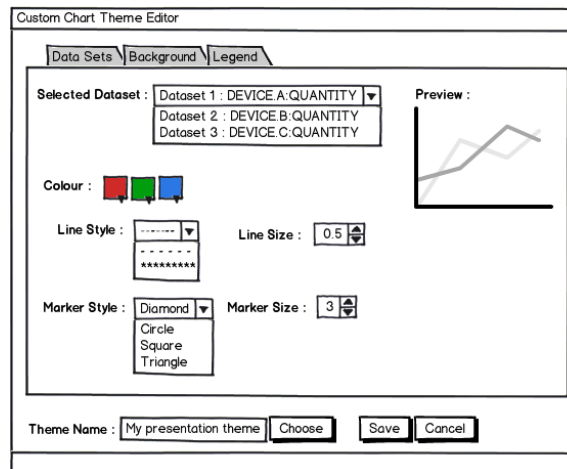 Custom Chart Theme Editor
Data Sets Background Legend
Selected Dataset : Dataset 1 : DEVICE.A:QUANTITY Preview :
Dataset 2 : DEVICE.B:QUANTITY
Dataset 3 : DEVICE.C:QUANTITY
Colour :
Line Style : ------- Line Size : 0.5
- - - - - -
*********
Marker Style : Diamond Marker Size : 3
Circle
Square
Triangle
Theme Name : My presentation theme Choose Save Cancel